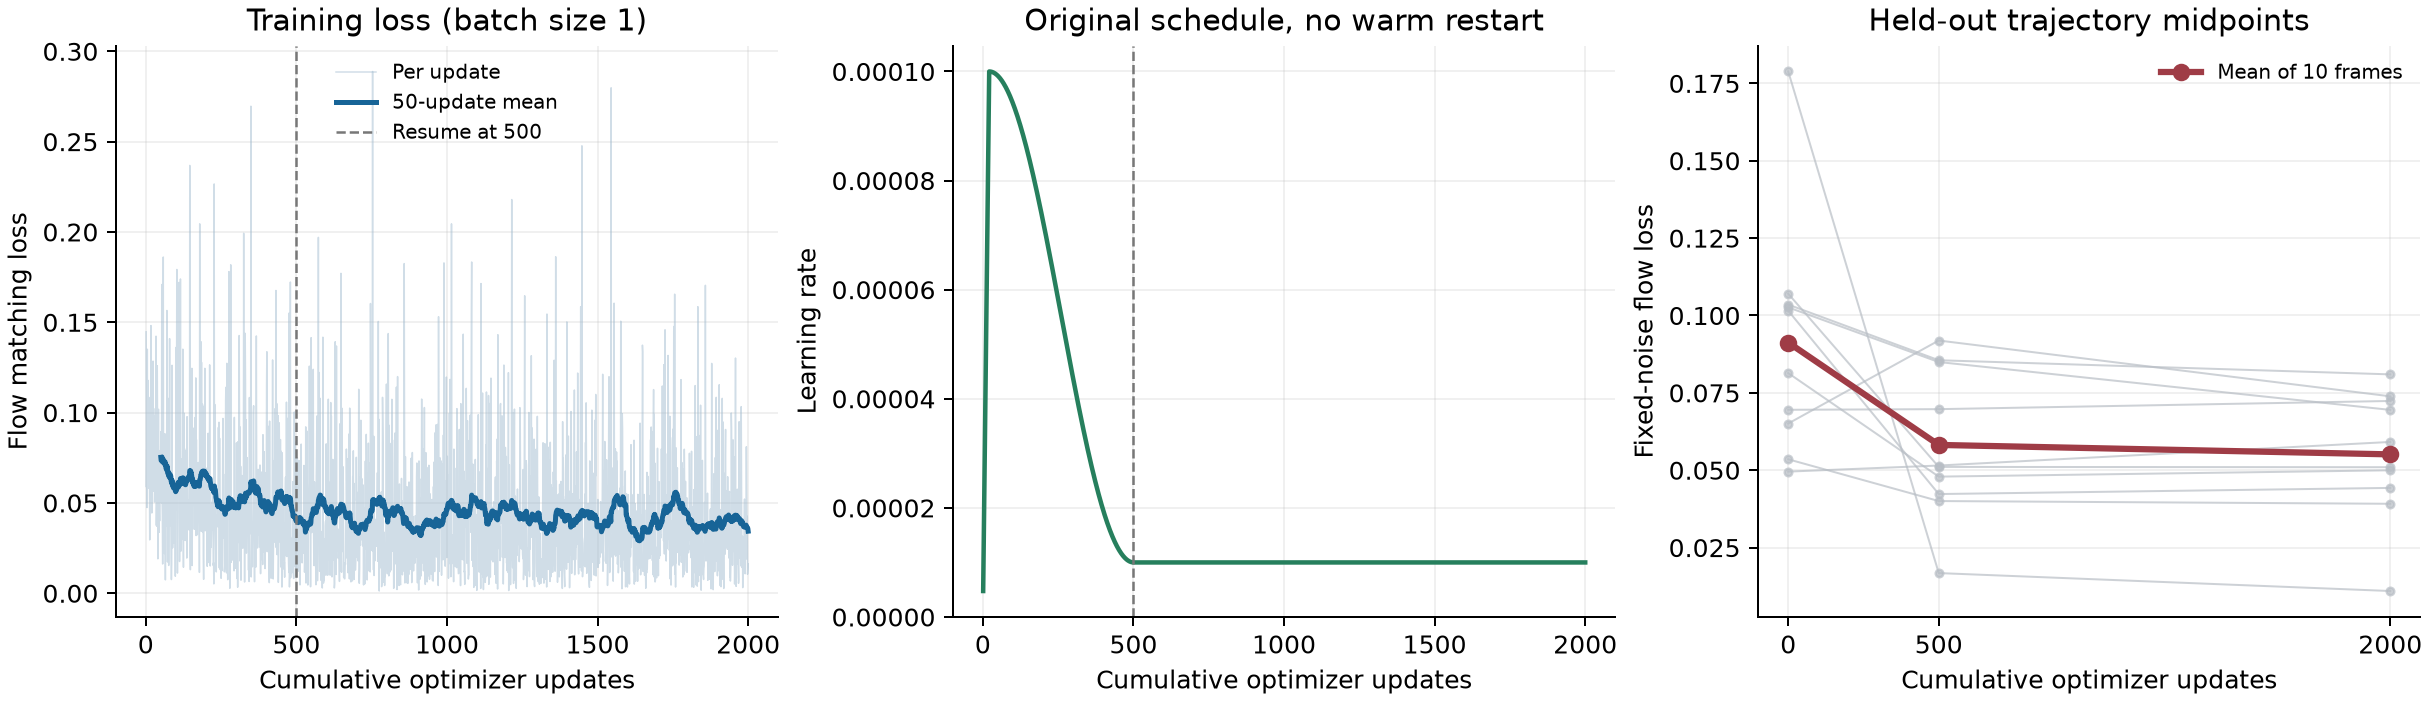 Training loss (batch size 1)
Flow matching loss
0.30
0.25
0.20
0.15
0.10
0.05
0.00
Per update
50-update mean
Resume at 500
0 500 1000 1500 2000
Cumulative optimizer updates
Original schedule, no warm restart
Learning rate
0.00010
0.00008
0.00006
0.00004
0.00002
0.00000
0 500 1000 1500 2000
Cumulative optimizer updates
Held-out trajectory midpoints
Fixed-noise flow loss
0.175
0.150
0.125
0.100
0.075
0.050
0.025
Mean of 10 frames
0 500 2000
Cumulative optimizer updates